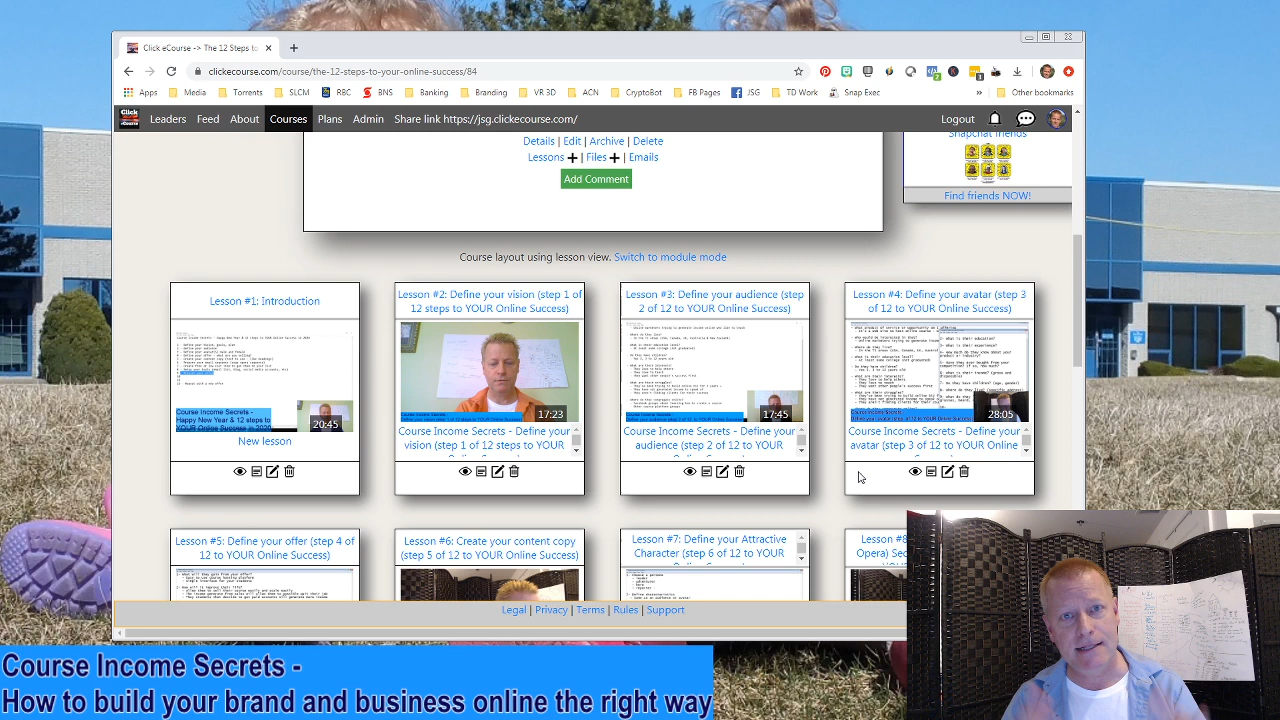 Click eCourse -> The 12 Steps to
clickecourse.com/course/the-12-steps-to-your-online-success/84
Apps Media Torrents SLCM RBC BNS Banking Branding VR 3D ACN CryptoBot FB Pages JSG TD Work Snap Exec » Other bookmarks
Leaders Feed About Courses Plans Admin Share link https://jsg.clickecourse.com/ Logout
Details | Edit | Archive | Delete
Lessons + | Files + | Emails
Add Comment
Snapchat friends
Find friends NOW!
Course layout using lesson view. Switch to module mode
Lesson #1: Introduction
20:45
New lesson
Lesson #2: Define your vision (step 1 of
12 steps to YOUR Online Success)
17:23
Course Income Secrets - Define your
vision (step 1 of 12 steps to YOUR
Lesson #3: Define your audience (step
2 of 12 to YOUR Online Success)
17:45
Course Income Secrets - Define your
audience (step 2 of 12 to YOUR
Lesson #4: Define your avatar (step 3
of 12 to YOUR Online Success)
28:05
Course Income Secrets - Define your
avatar (step 3 of 12 to YOUR Online
Lesson #5: Define your offer (step 4 of
12 to YOUR Online Success)
Lesson #6: Create your content copy
(step 5 of 12 to YOUR Online Success)
Lesson #7: Define your Attractive
Character (step 6 of 12 to YOUR
Lesson #8
Opera) Se
Legal | Privacy | Terms | Rules | Support
Course Income Secrets -
How to build your brand and business online the right way